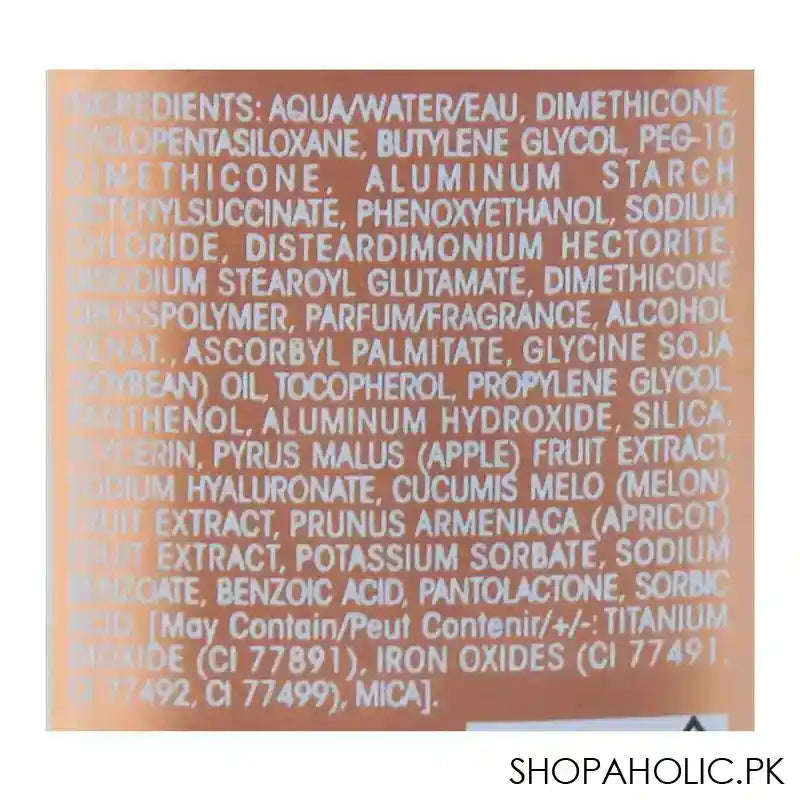 INGREDIENTS: AQUA/WATER/EAU, DIMETHICONE,
CYCLOPENTASILOXANE, BUTYLENE GLYCOL, PEG-10
DIMETHICONE, ALUMINUM STARCH
OCTENYLSUCCINATE, PHENOXYETHANOL, SODIUM
CHLORIDE, DISTEARDIMONIUM HECTORITE,
DISODIUM STEAROYL GLUTAMATE, DIMETHICONE
CROSSPOLYMER, PARFUM/FRAGRANCE, ALCOHOL
DENAT., ASCORBYL PALMITATE, GLYCINE SOJA
(SOYBEAN) OIL, TOCOPHEROL, PROPYLENE GLYCOL,
PANTHENOL, ALUMINUM HYDROXIDE, SILICA,
GLYCERIN, PYRUS MALUS (APPLE) FRUIT EXTRACT,
SODIUM HYALURONATE, CUCUMIS MELO (MELON)
FRUIT EXTRACT, PRUNUS ARMENIACA (APRICOT)
FRUIT EXTRACT, POTASSIUM SORBATE, SODIUM
BENZOATE, BENZOIC ACID, PANTOLACTONE, SORBIC
ACID. [May Contain/Peut Contenir/+/-: TITANIUM
DIOXIDE (CI 77891), IRON OXIDES (CI 77491,
CI 77492, CI 77499), MICA].
SHOPAHOLIC.PK